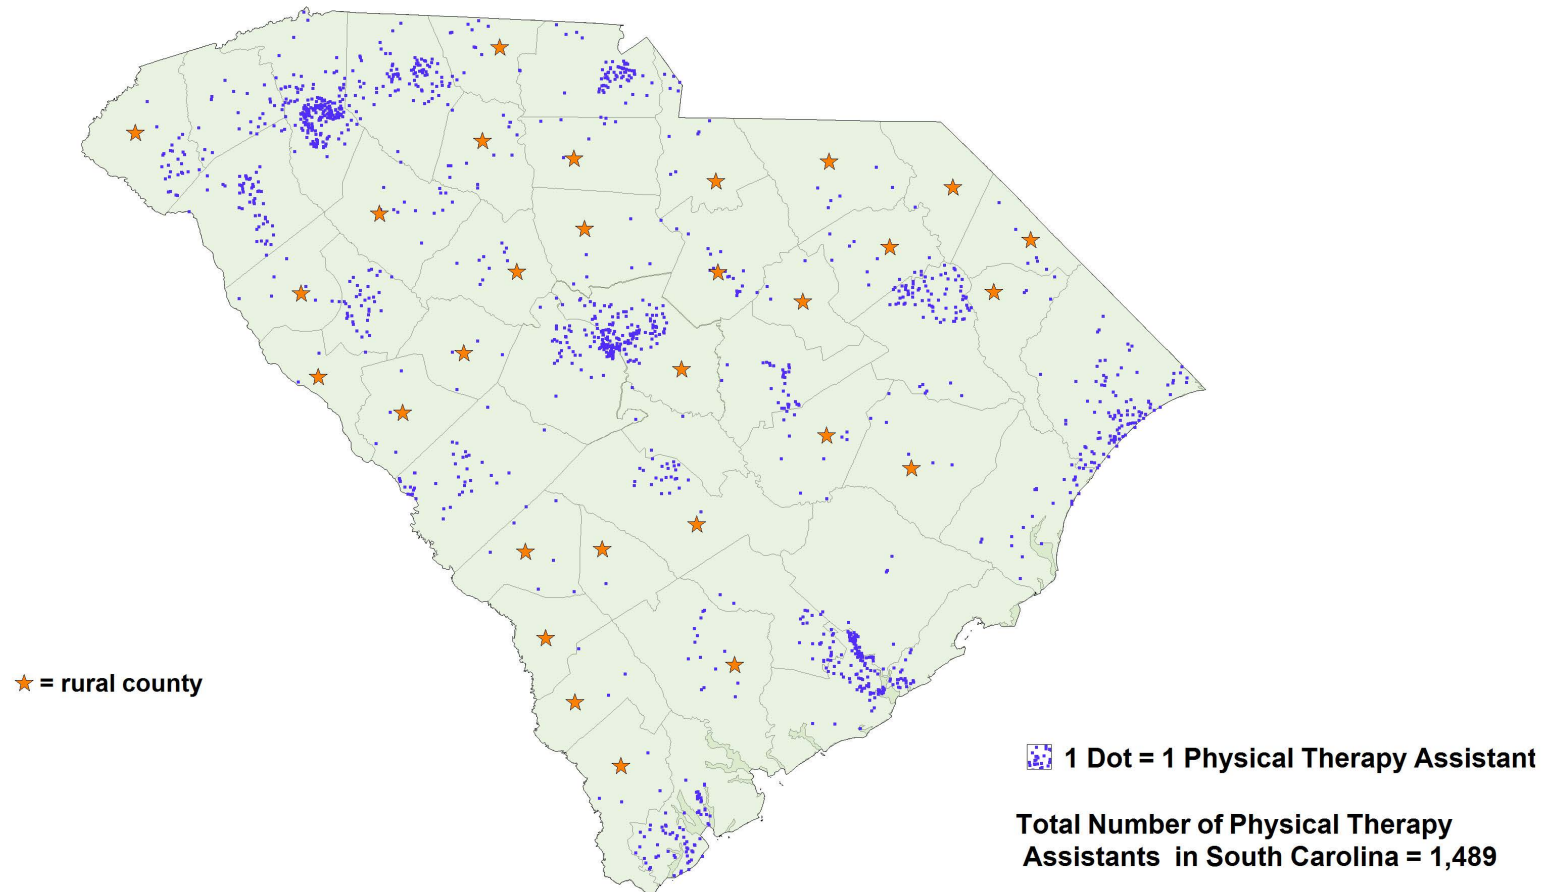 = rural county
1 Dot = 1 Physical Therapy Assistant
Total Number of Physical Therapy
Assistants in South Carolina = 1,489